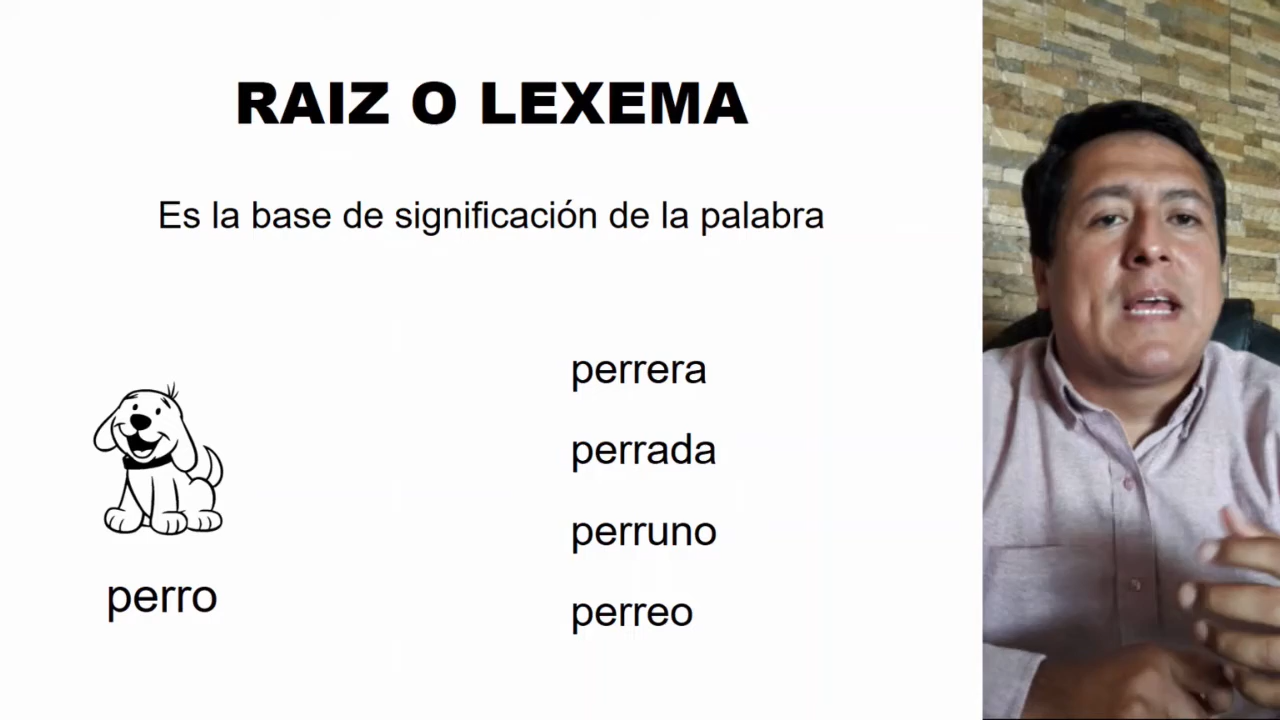 RAIZ O LEXEMA
Es la base de significación de la palabra
perrera
perrada
perruno
perreo
perro